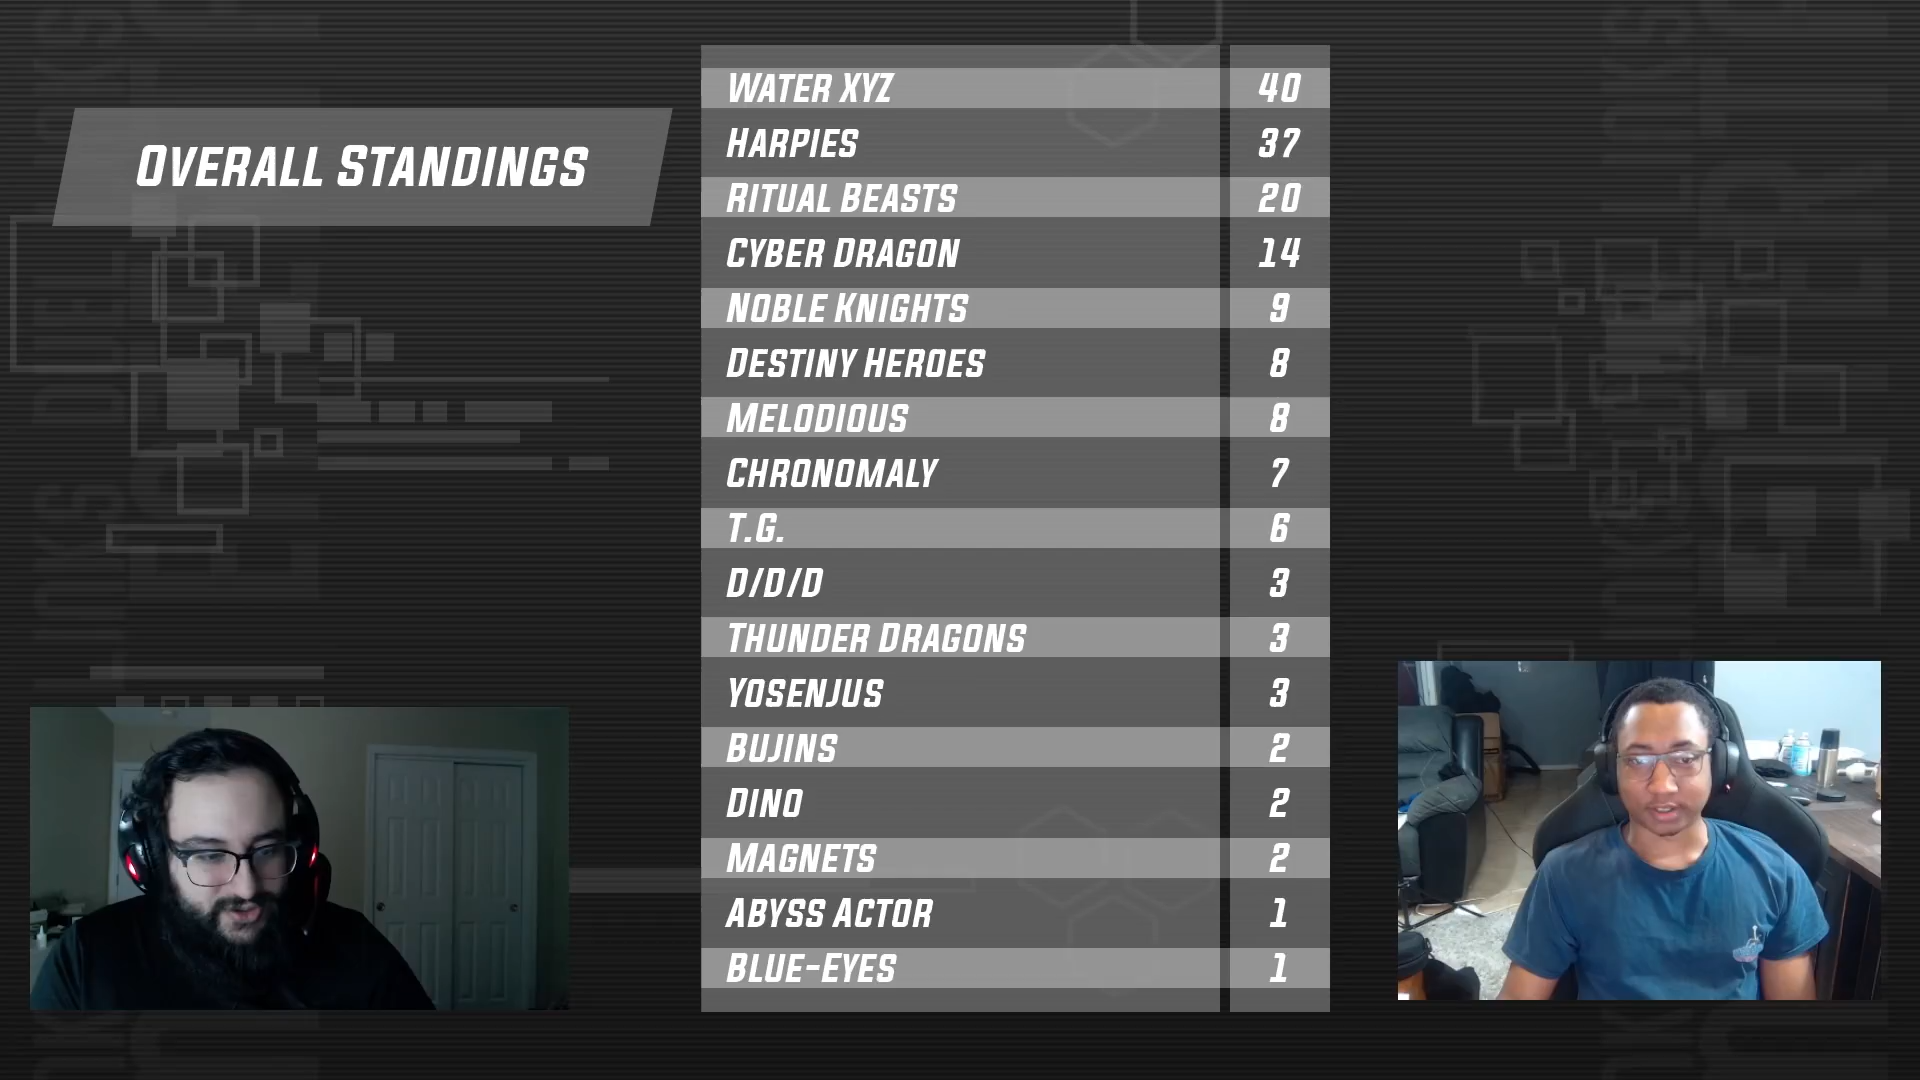 OVERALL STANDINGS
WATER XYZ 40
HARPIES 37
RITUAL BEASTS 20
CYBER DRAGON 14
NOBLE KNIGHTS 9
DESTINY HEROES 8
MELODIOUS 8
CHRONOMALY 7
T.G. 6
D/D/D 3
THUNDER DRAGONS 3
YOSENJUS 3
BUJINS 2
DINO 2
MAGNETS 2
ABYSS ACTOR 1
BLUE-EYES 1